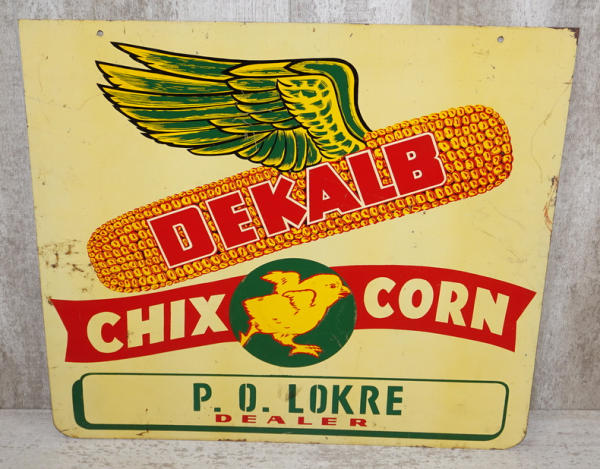 DEKALB
CHIX CORN
P. O. LOKRE
DEALER